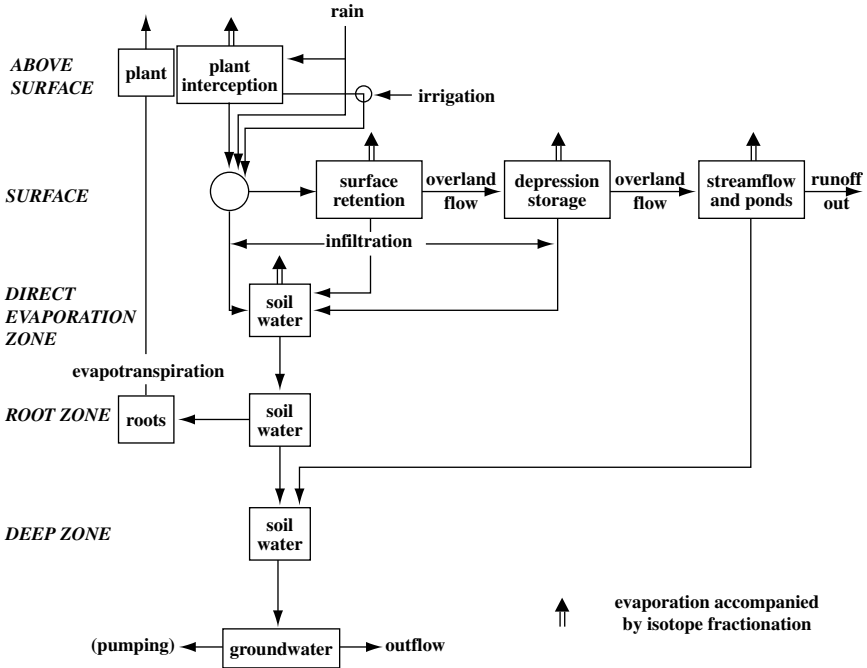 rain
ABOVE
SURFACE
plant
plant
interception
irrigation
SURFACE
surface
retention
overland
flow
depression
storage
overland
flow
streamflow
and ponds
runoff
out
infiltration
DIRECT
EVAPORATION
ZONE
soil
water
evapotranspiration
ROOT ZONE
roots
soil
water
DEEP ZONE
soil
water
evaporation accompanied
by isotope fractionation
(pumping)
groundwater
outflow